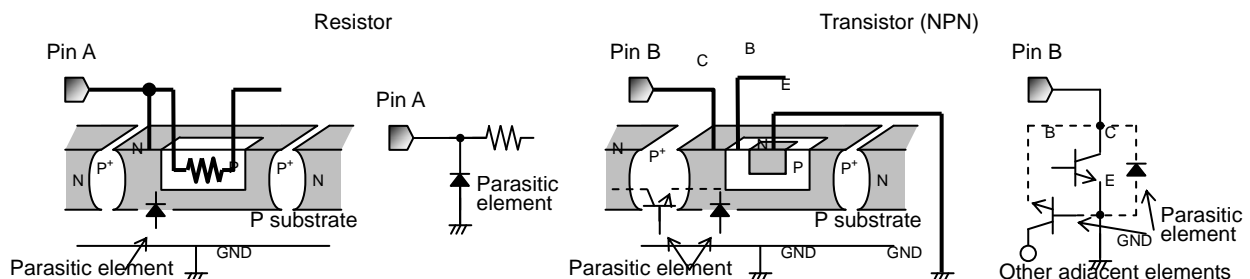 Resistor
Transistor (NPN)
Pin A
Pin B
B
Pin B
C
E
Pin A
B
C
N
N
P+
P
P+
N
N
N
P+
N
P
P+
N
E
Parasitic
element
P substrate
P substrate
Parasitic
element
GND
GND
GND
GND
Parasitic element
Parasitic element
Other adjacent elements